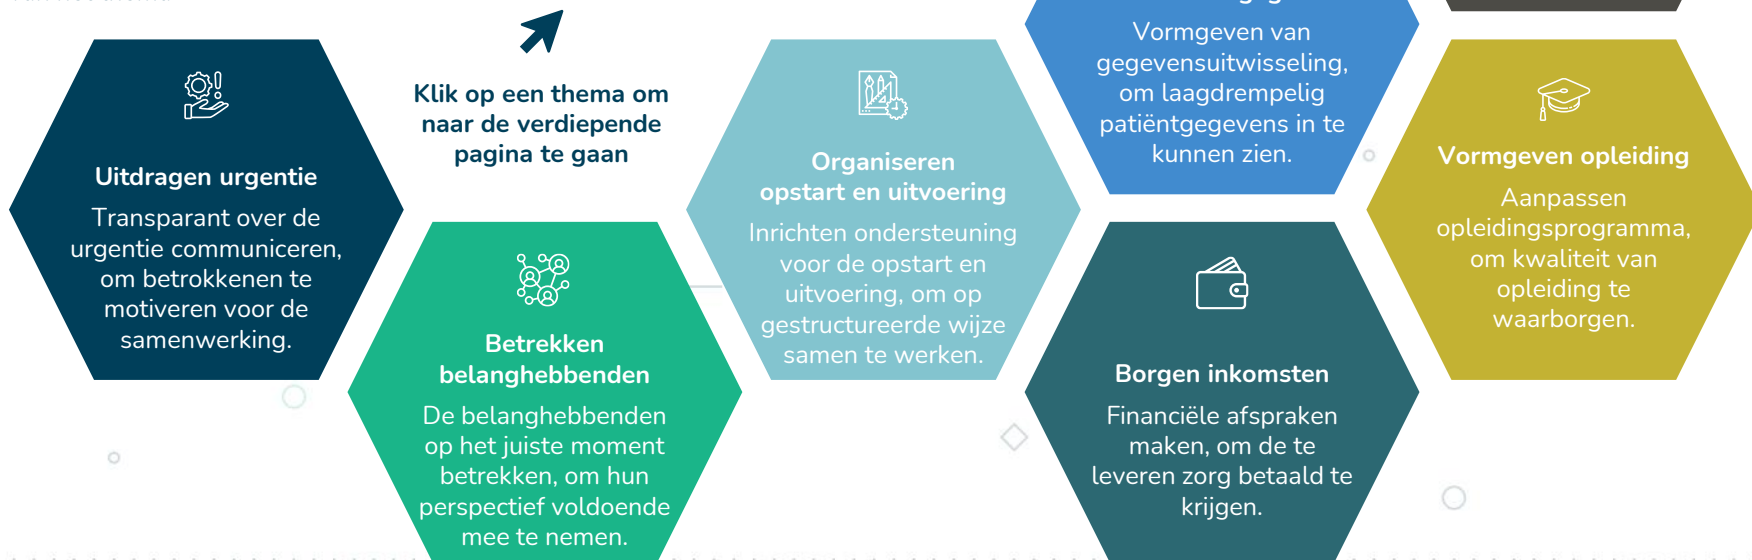 Klik op een thema om
naar de verdiepende
pagina te gaan
Uitdragen urgentie
Transparant over de
urgentie communiceren,
om betrokkenen te
motiveren voor de
samenwerking.
Betrekken
belanghebbenden
De belanghebbenden
op het juiste moment
betrekken, om hun
perspectief voldoende
mee te nemen.
Organiseren
opstart en uitvoering
Inrichten ondersteuning
voor de opstart en
uitvoering, om op
gestructureerde wijze
samen te werken.
Vormgeven van
gegevensuitwisseling,
om laagdrempelig
patiëntgegevens in te
kunnen zien.
Borgen inkomsten
Financiële afspraken
maken, om de te
leveren zorg betaald te
krijgen.
Vormgeven opleiding
Aanpassen
opleidingsprogramma,
om kwaliteit van
opleiding te
waarborgen.